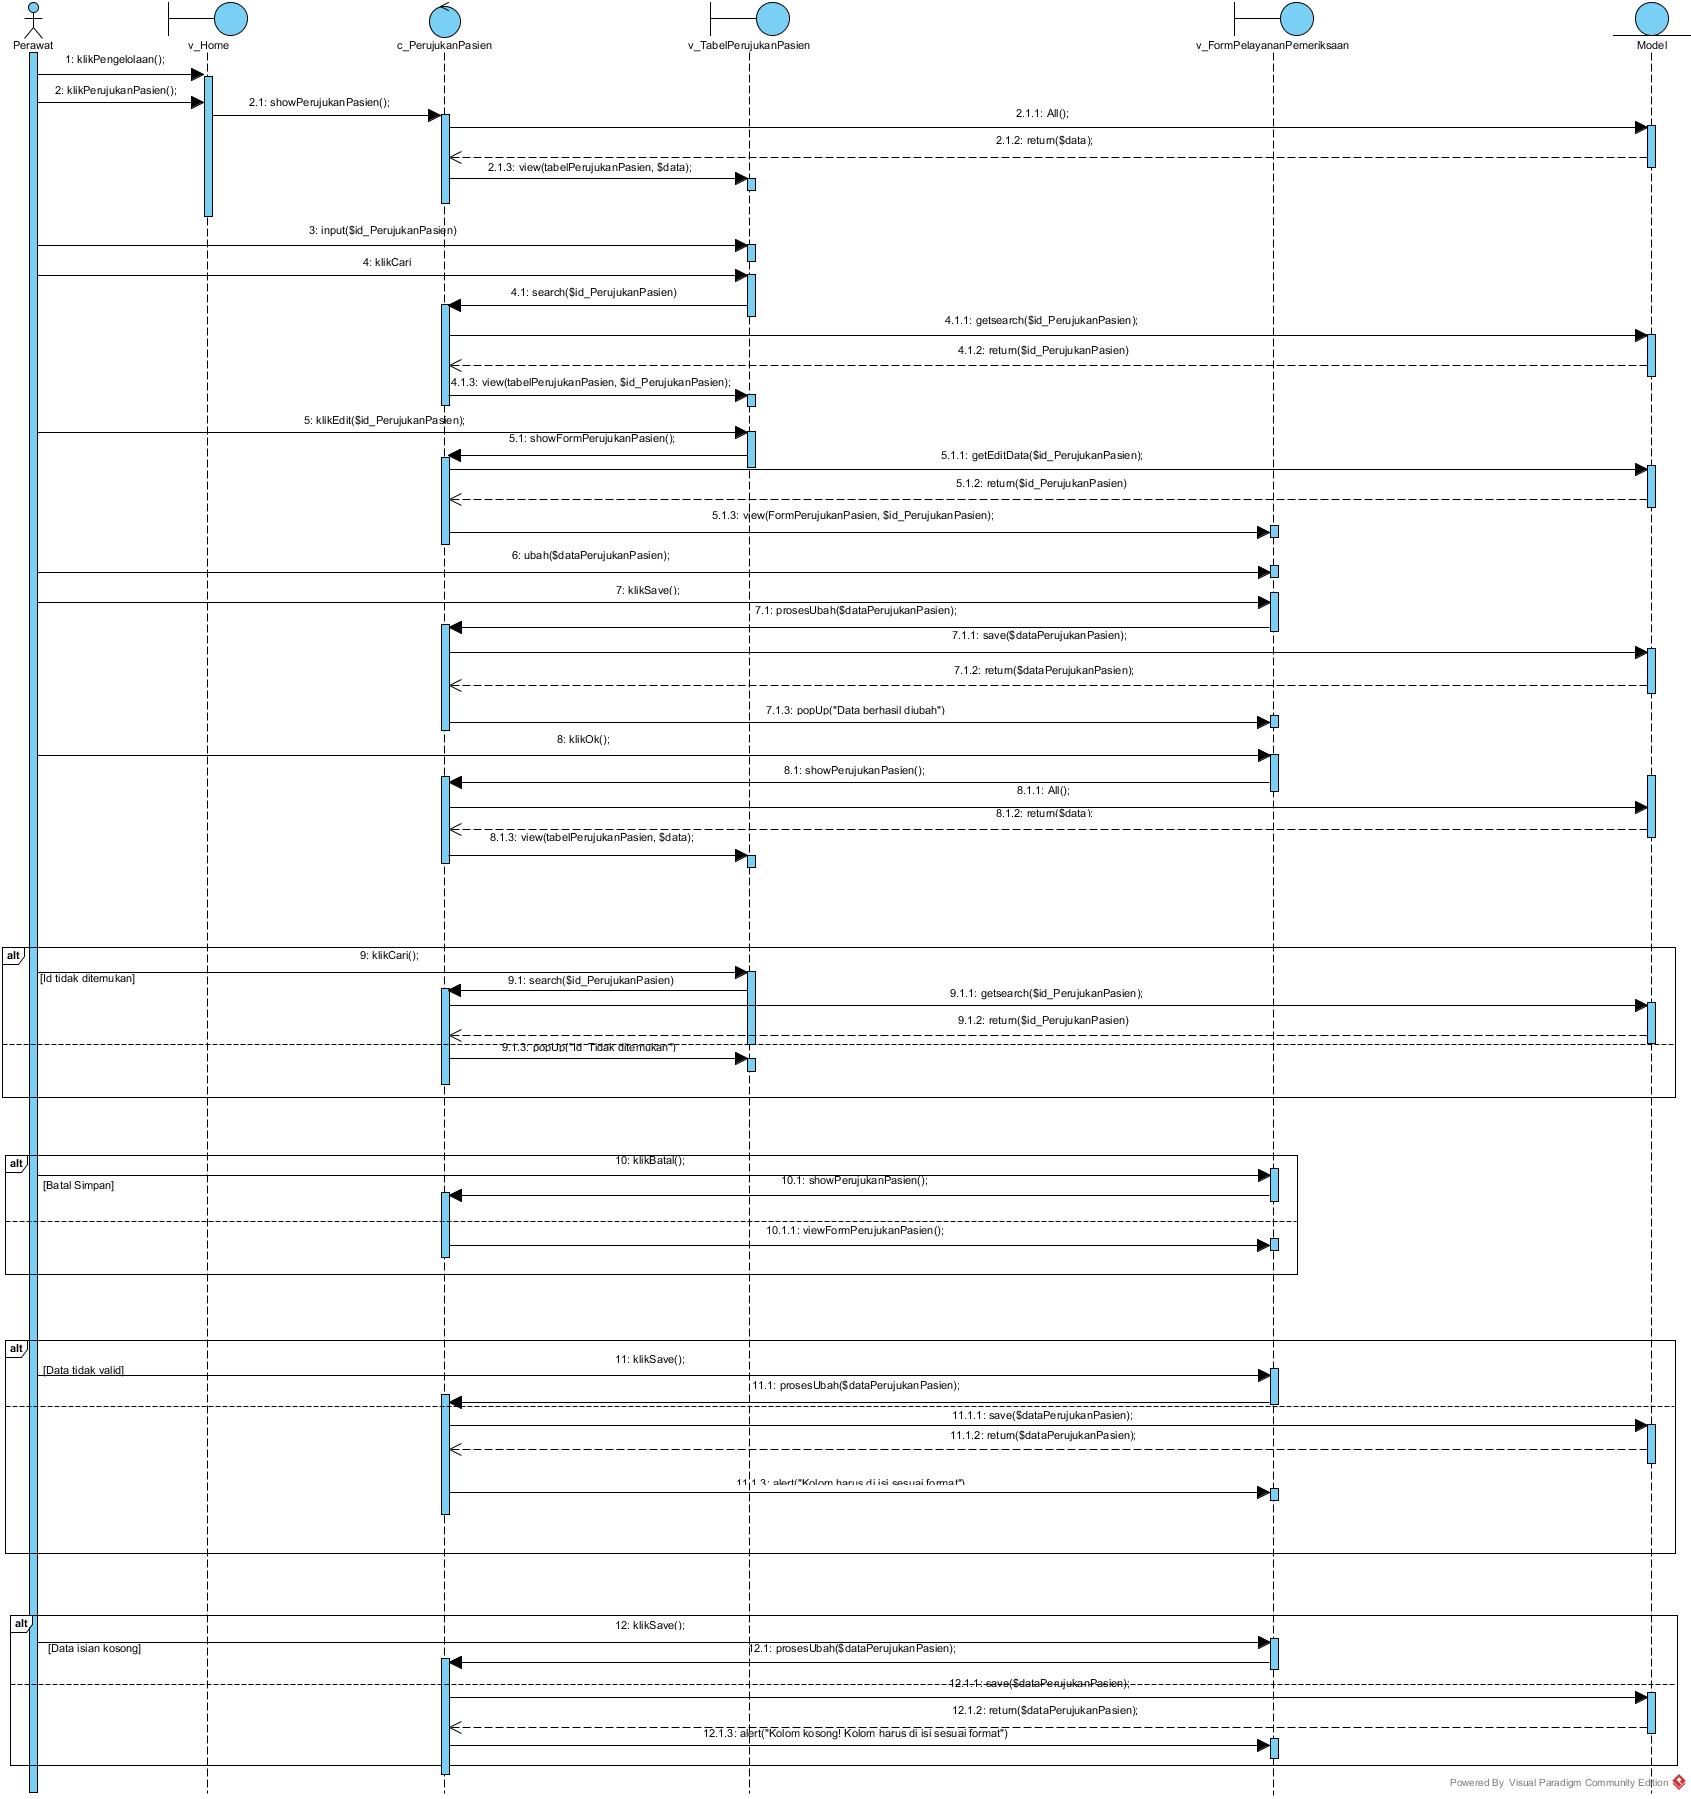 Perawat
v_Home
c_PerujukanPasien
v_TabelPerujukanPasien
v_FormPelayananPemeriksaan
Model
1: klikPengelolaan();
2: klikPerujukanPasien();
2.1: showPerujukanPasien();
2.1.1: All();
2.1.2: return($data);
2.1.3: view(tabelPerujukanPasien, $data);
3: input($id_PerujukanPasien)
4: klikCari
4.1: search($id_PerujukanPasien)
4.1.1: getsearch($id_PerujukanPasien);
4.1.2: return($id_PerujukanPasien)
4.1.3: view(tabelPerujukanPasien, $id_PerujukanPasien);
5: klikEdit($id_PerujukanPasien);
5.1: showFormPerujukanPasien();
5.1.1: getEditData($id_PerujukanPasien);
5.1.2: return($id_PerujukanPasien)
5.1.3: view(FormPerujukanPasien, $id_PerujukanPasien);
6: ubah($dataPerujukanPasien);
7: klikSave();
7.1: prosesUbah($dataPerujukanPasien);
7.1.1: save($dataPerujukanPasien);
7.1.2: return($dataPerujukanPasien);
7.1.3: popUp("Data berhasil diubah")
8: klikOk();
8.1: showPerujukanPasien();
8.1.1: All();
8.1.2: return($data);
8.1.3: view(tabelPerujukanPasien, $data);
alt
9: klikCari();
[Id tidak ditemukan]
9.1: search($id_PerujukanPasien)
9.1.1: getsearch($id_PerujukanPasien);
9.1.2: return($id_PerujukanPasien)
9.1.3: popUp("Id Tidak ditemukan")
alt
10: klikBatal();
[Batal Simpan]
10.1: showPerujukanPasien();
10.1.1: viewFormPerujukanPasien();
alt
11: klikSave();
[Data tidak valid]
11.1: prosesUbah($dataPerujukanPasien);
11.1.1: save($dataPerujukanPasien);
11.1.2: return($dataPerujukanPasien);
11.1.3: alert("Kolom harus di isi sesuai format")
alt
12: klikSave();
[Data isian kosong]
12.1: prosesUbah($dataPerujukanPasien);
12.1.1: save($dataPerujukanPasien);
12.1.2: return($dataPerujukanPasien);
12.1.3: alert("Kolom kosong! Kolom harus di isi sesuai format")
Powered By Visual Paradigm Community Edition